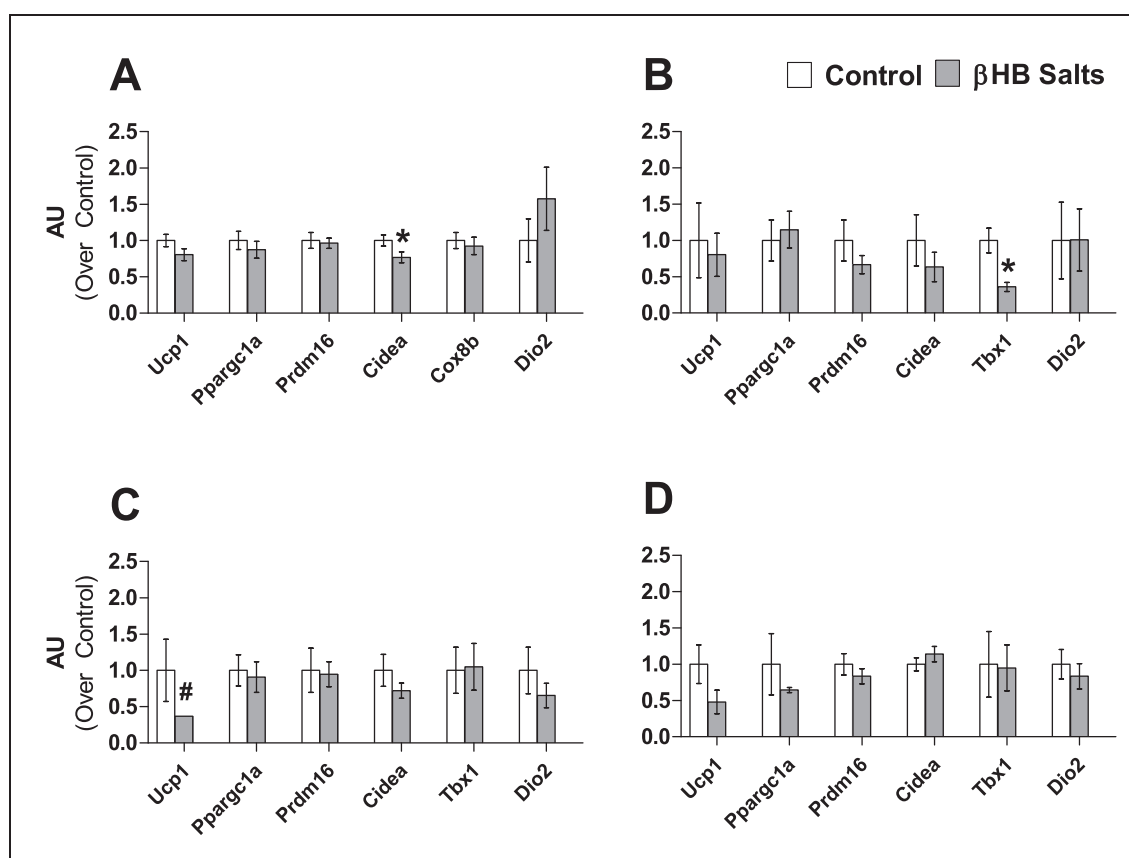 A
B
Control
βHB Salts
AU
(Over Control)
2.5
2.0
1.5
1.0
0.5
0.0
*
Ucp1
Ppargc1a
Prdm16
Cidea
Cox8b
Dio2
2.5
2.0
1.5
1.0
0.5
0.0
*
Ucp1
Ppargc1a
Prdm16
Cidea
Tbx1
Dio2
C
D
AU
(Over Control)
2.5
2.0
1.5
1.0
0.5
0.0
#
Ucp1
Ppargc1a
Prdm16
Cidea
Tbx1
Dio2
2.5
2.0
1.5
1.0
0.5
0.0
Ucp1
Ppargc1a
Prdm16
Cidea
Tbx1
Dio2